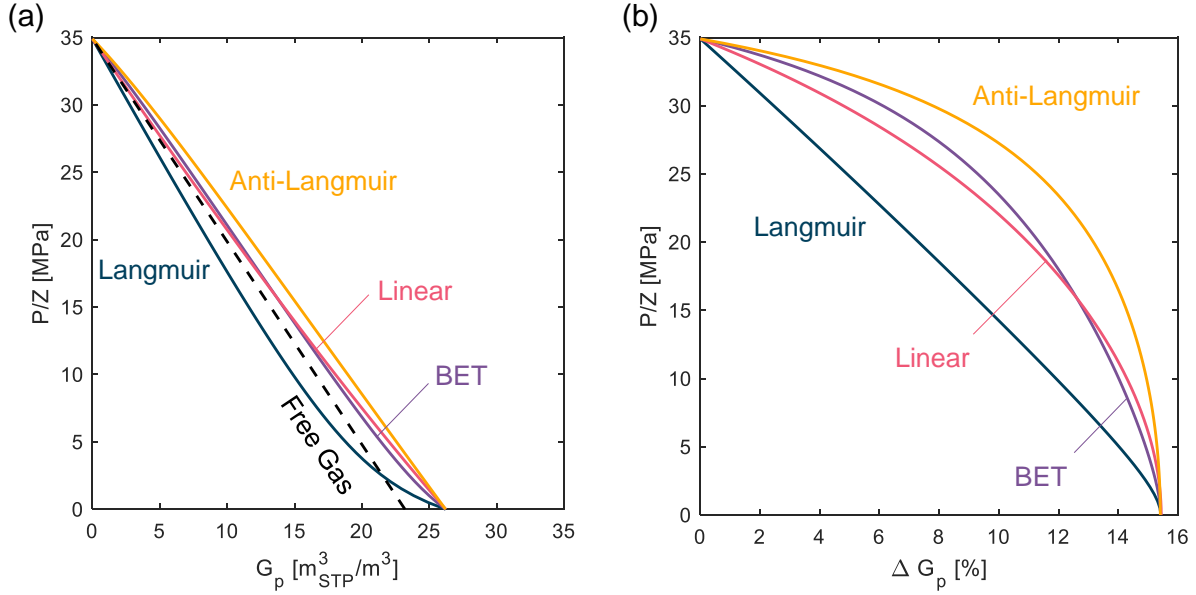 (a)
35
30
25
20
15
10
5
0
P/Z [MPa]
Anti-Langmuir
Langmuir
Linear
BET
Free Gas
0 5 10 15 20 25 30 35
G_p [m³_STP/m³]
(b)
35
30
25
20
15
10
5
0
P/Z [MPa]
Anti-Langmuir
Langmuir
Linear
BET
0 2 4 6 8 10 12 14 16
Δ G_p [%]